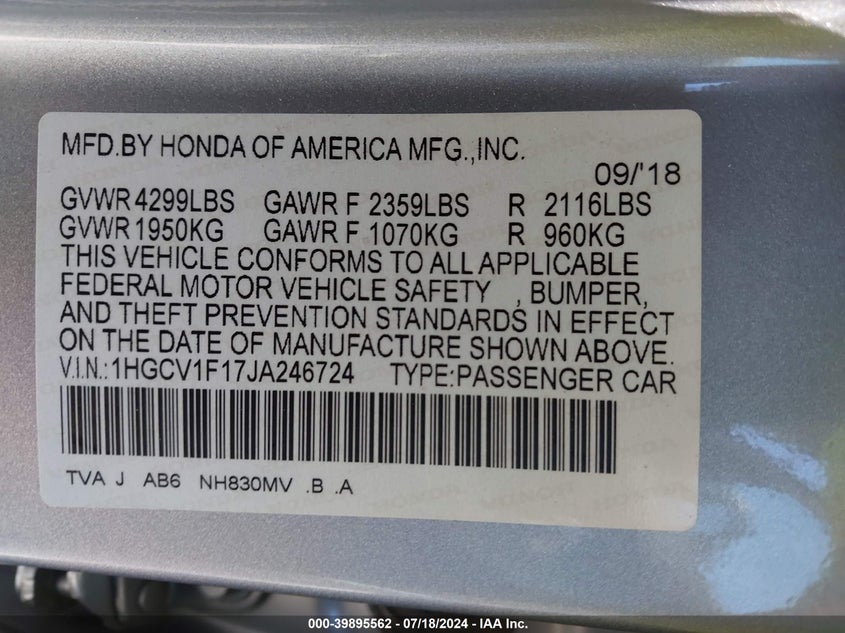 MFD.BY HONDA OF AMERICA MFG.,INC.
09/'18
GVWR 4299LBS GAWR F 2359LBS R 2116LBS
GVWR 1950KG GAWR F 1070KG R 960KG
THIS VEHICLE CONFORMS TO ALL APPLICABLE
FEDERAL MOTOR VEHICLE SAFETY , BUMPER,
AND THEFT PREVENTION STANDARDS IN EFFECT
ON THE DATE OF MANUFACTURE SHOWN ABOVE.
V.I.N.:1HGCV1F17JA246724 TYPE:PASSENGER CAR
TVA J AB6 NH830MV .B .A
000-39895562 / 07/18/2024 - IAA Inc.